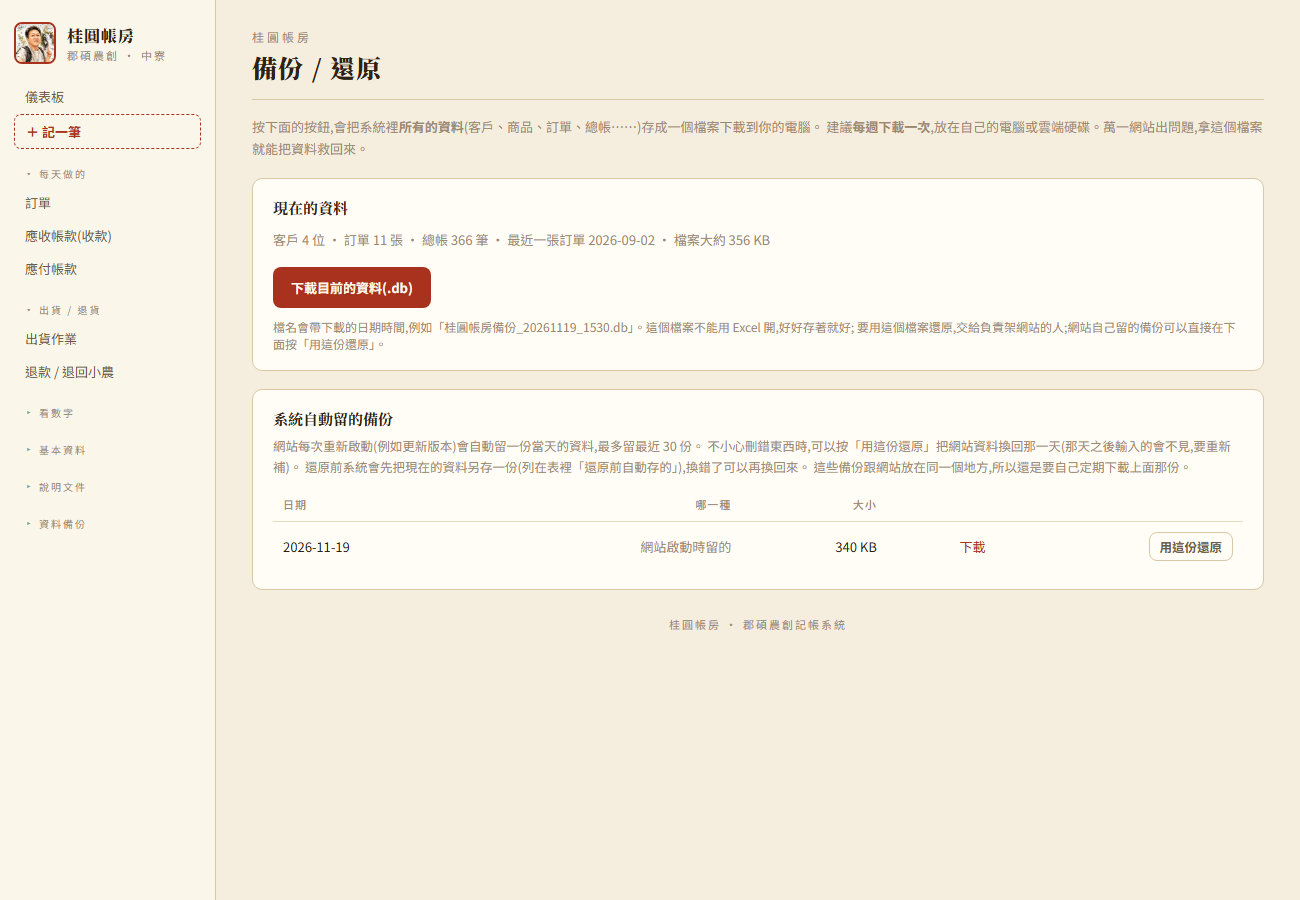 桂圓帳房
郡碩農創 · 中寮
儀表板
＋ 記一筆
每天做的
訂單
應收帳款(收款)
應付帳款
出貨 / 退貨
出貨作業
退款 / 退回小農
看數字
基本資料
說明文件
資料備份
桂圓帳房
備份 / 還原
按下面的按鈕,會把系統裡所有的資料(客戶、商品、訂單、總帳⋯⋯)存成一個檔案下載到你的電腦。 建議每週下載一次,放在自己的電腦或雲端硬碟。萬一網站出問題,拿這個檔案
就能把資料救回來。
現在的資料
客戶 4 位 · 訂單 11 張 · 總帳 366 筆 · 最近一張訂單 2026-09-02 · 檔案大約 356 KB
下載目前的資料(.db)
檔名會帶下載的日期時間,例如「桂圓帳房備份_20261119_1530.db」。這個檔案不能用 Excel 開,好好存著就好; 要用這個檔案還原,交給負責架網站的人;網站自己留的備份可以直接在下
面按「用這份還原」。
系統自動留的備份
網站每次重新啟動(例如更新版本)會自動留一份當天的資料,最多留最近 30 份。 不小心刪錯東西時,可以按「用這份還原」把網站資料換回那一天(那天之後輸入的會不見,要重新
補)。 還原前系統會先把現在的資料另存一份(列在表裡「還原前自動存的」),換錯了可以再換回來。 這些備份跟網站放在同一個地方,所以還是要自己定期下載上面那份。
日期 哪一種 大小
2026-11-19 網站啟動時留的 340 KB 下載 用這份還原
桂圓帳房 · 郡碩農創記帳系統